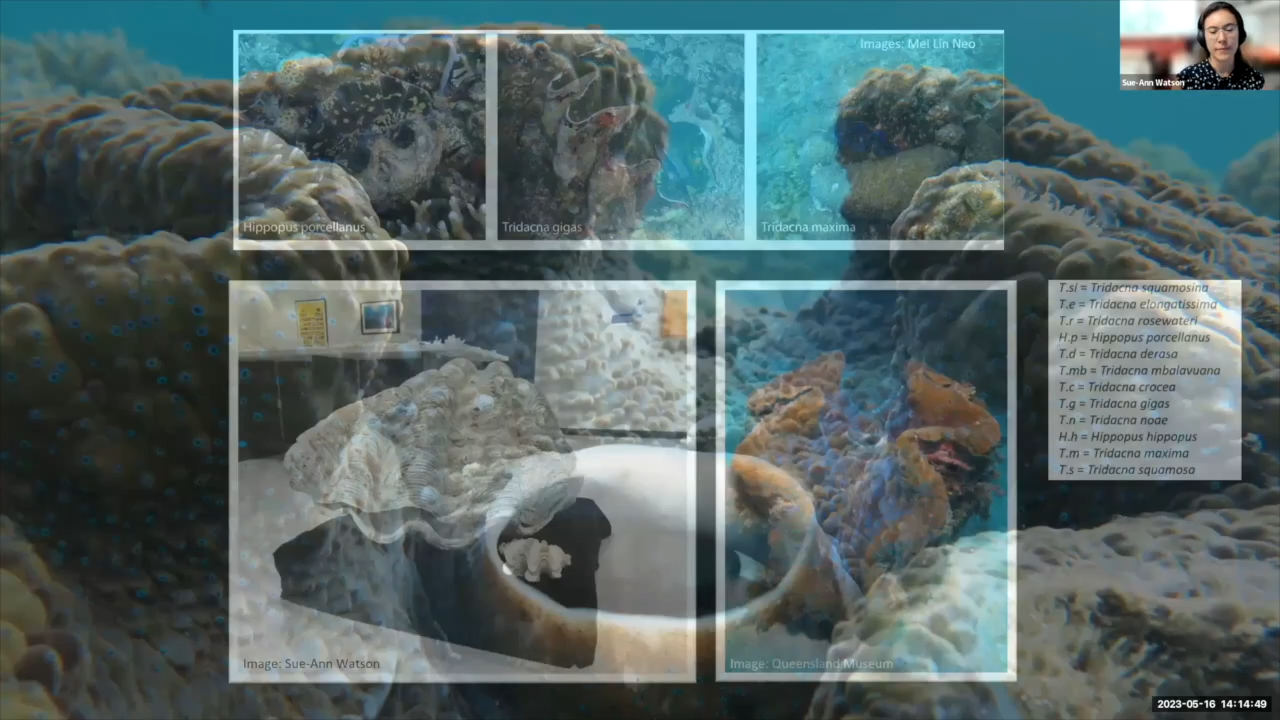 Images: Mei Lin Neo
Sue-Ann Watson
Hippopus porcellanus
Tridacna gigas
Tridacna maxima
T.si = Tridacna squamosina
T.e = Tridacna elongatissima
T.r = Tridacna rosewateri
H.p = Hippopus porcellanus
T.d = Tridacna derasa
T.mb = Tridacna mbalavuana
T.c = Tridacna crocea
T.g = Tridacna gigas
T.n = Tridacna noae
H.h = Hippopus hippopus
T.m = Tridacna maxima
T.s = Tridacna squamosa
Image: Sue-Ann Watson
Image: Queensland Museum
2023-05-16 14:14:49